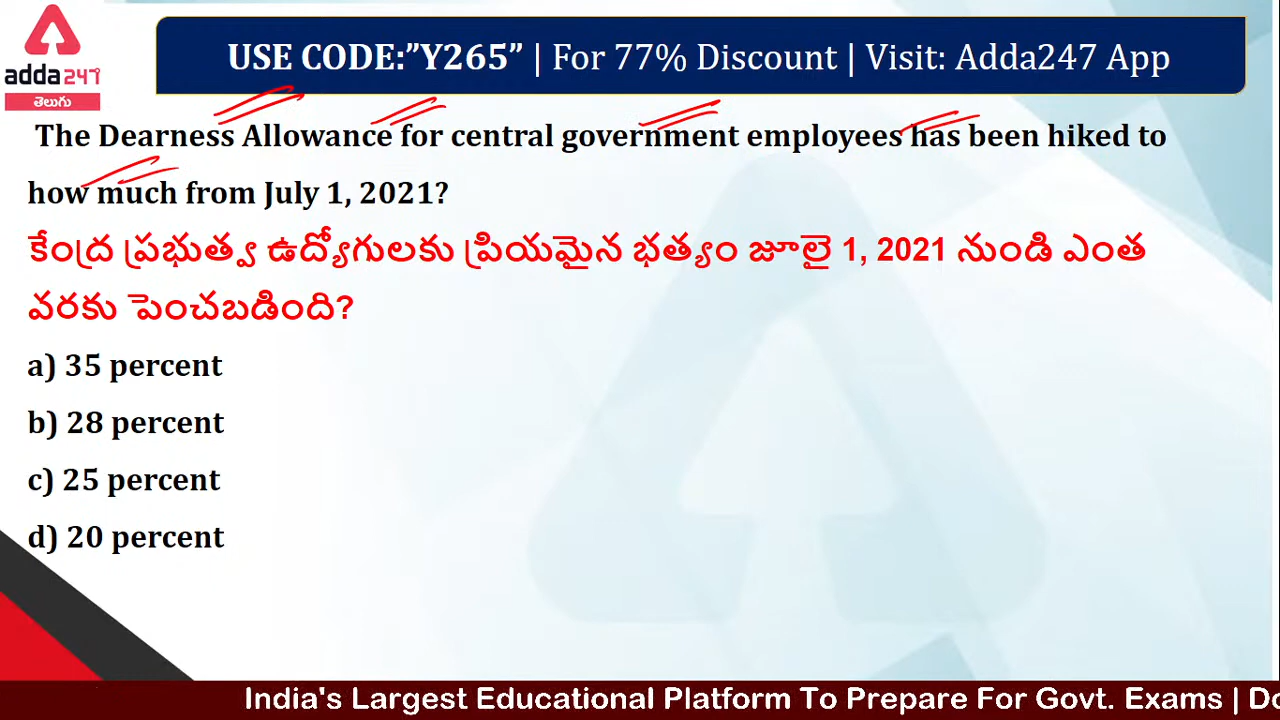 adda247
తెలుగు
USE CODE:”Y265” | For 77% Discount | Visit: Adda247 App
The Dearness Allowance for central government employees has been hiked to
how much from July 1, 2021?
కేంద్ర ప్రభుత్వ ఉద్యోగులకు ప్రియమైన భత్యం జూలై 1, 2021 నుండి ఎంత
వరకు పెంచబడింది?
a) 35 percent
b) 28 percent
c) 25 percent
d) 20 percent
India's Largest Educational Platform To Prepare For Govt. Exams | Do